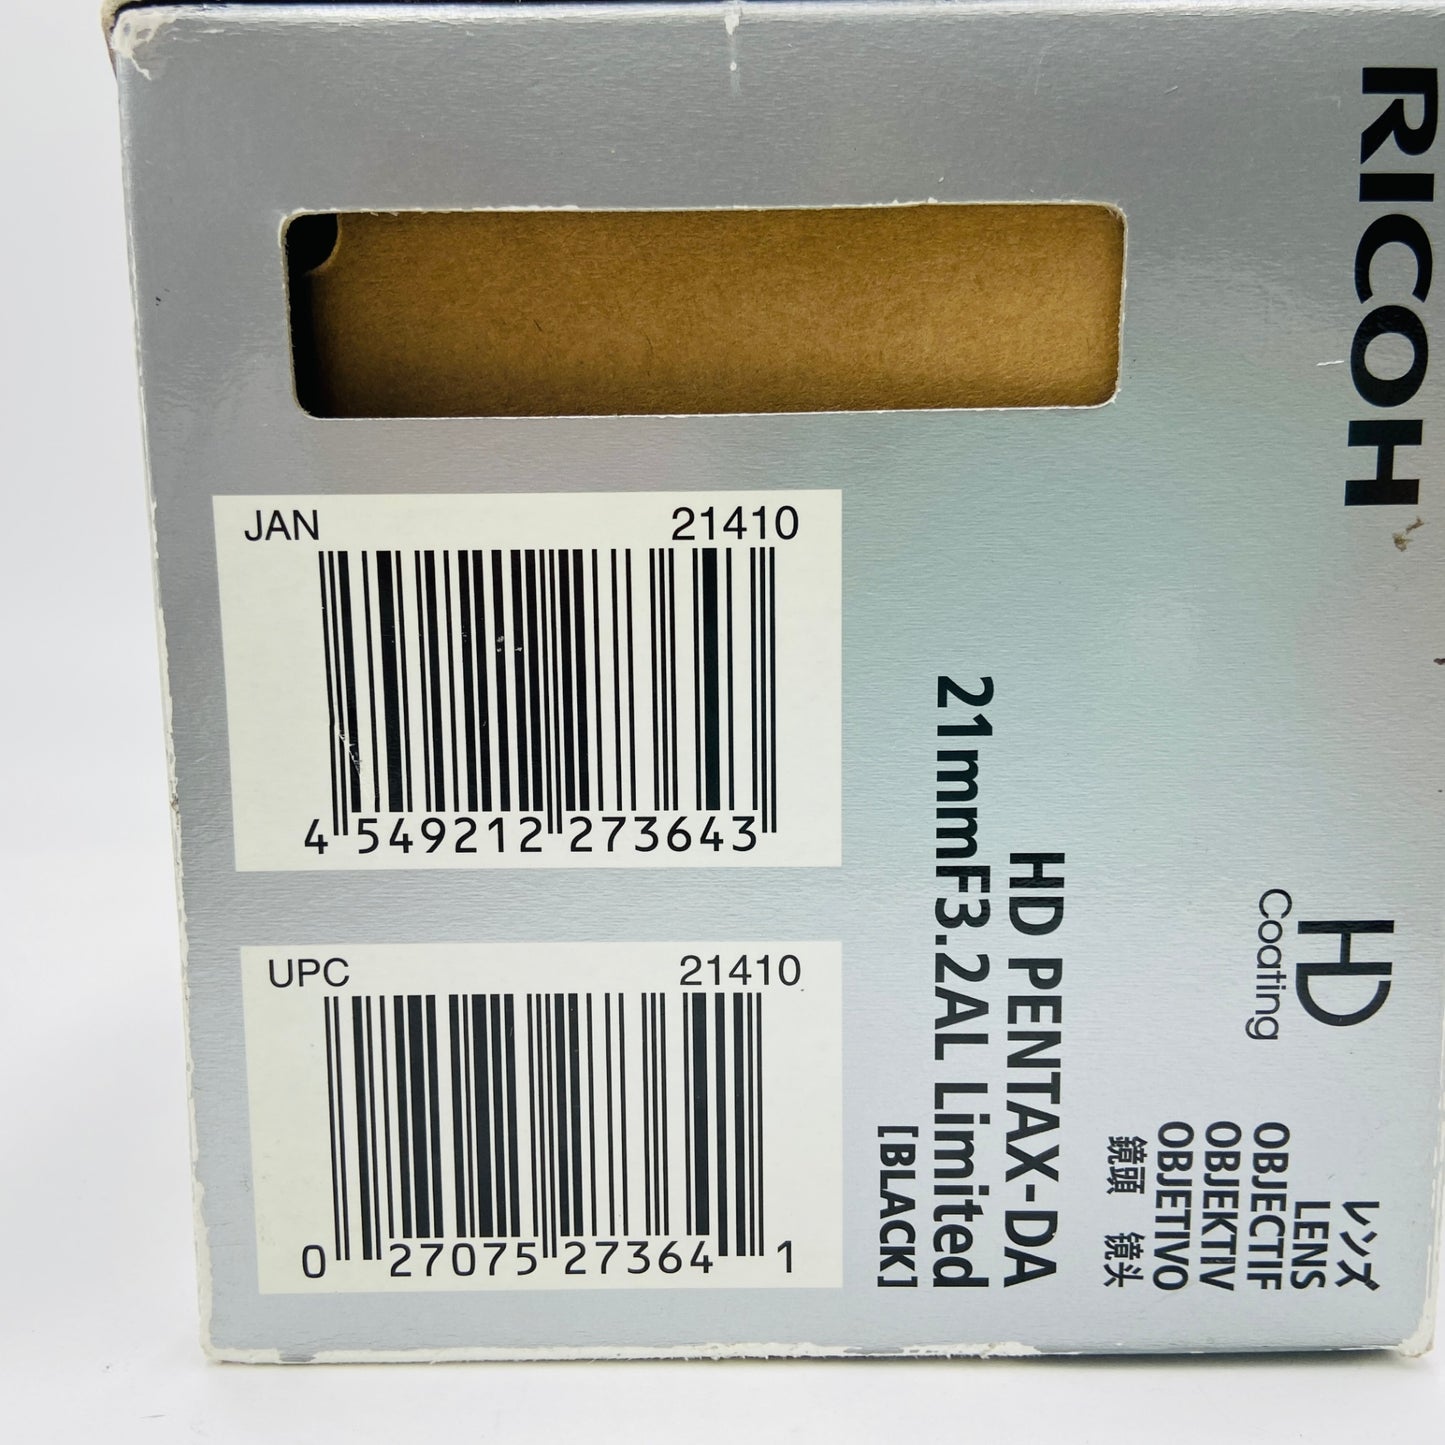 RICOH
JAN 21410
4 549212 273643
UPC 21410
0 27075 27364 1
HD PENTAX-DA
21mmF3.2AL Limited
[BLACK]
HD
Coating
レンズ
LENS
OBJECTIF
OBJEKTIV
OBJETIVO
鏡頭 镜头